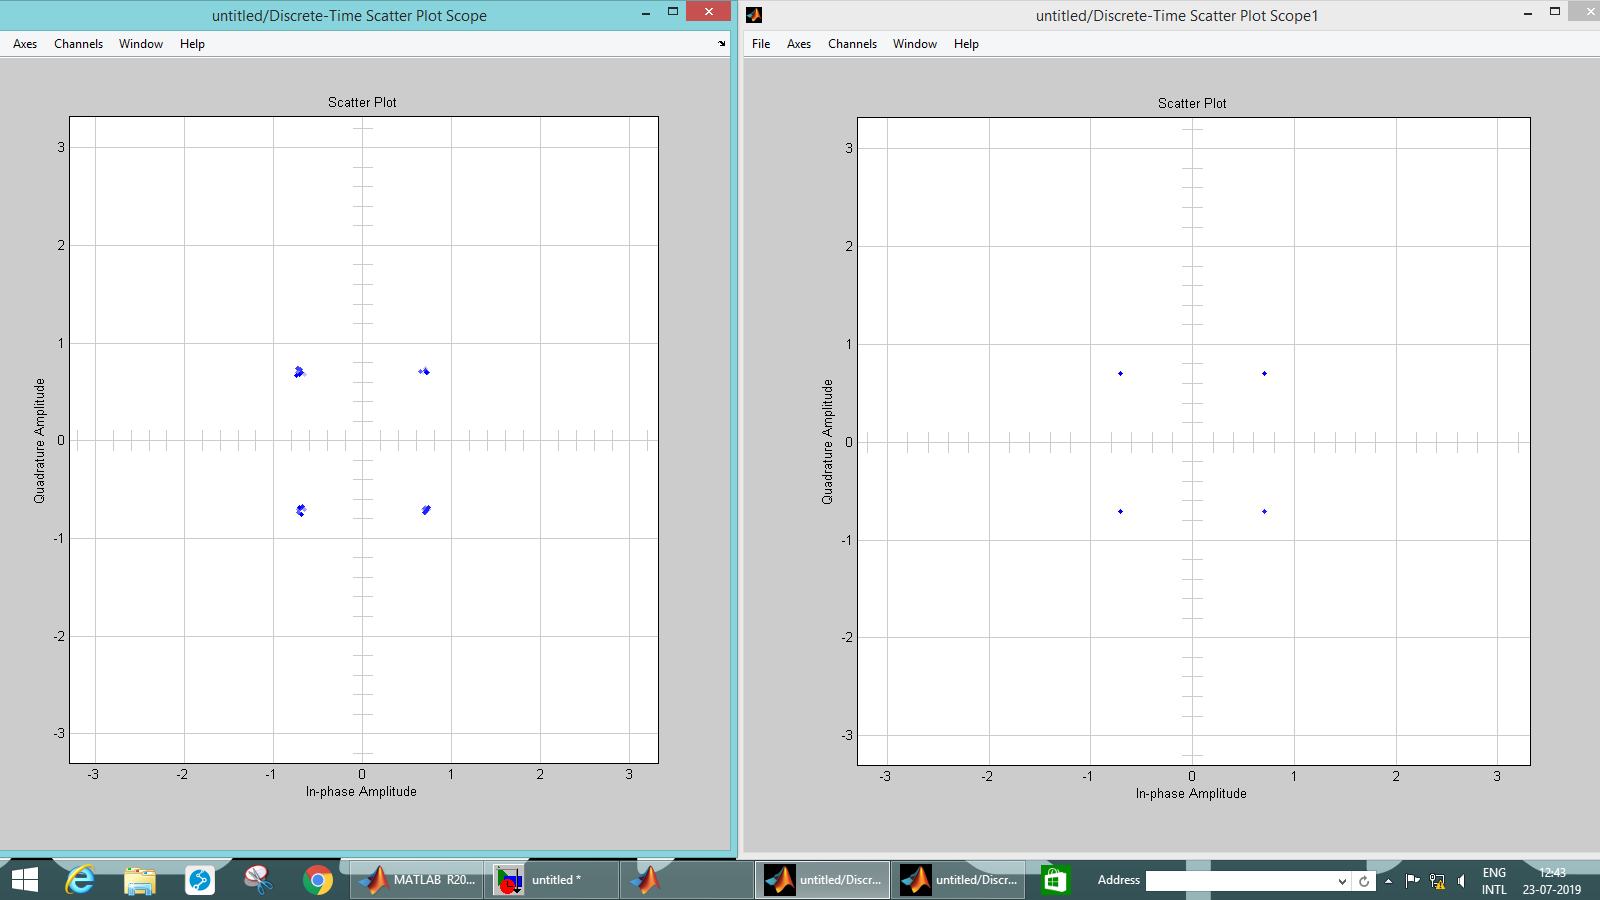 untitled/Discrete-Time Scatter Plot Scope
Axes Channels Window Help
Scatter Plot
3
2
1
0
-1
-2
-3
Quadrature Amplitude
-3 -2 -1 0 1 2 3
In-phase Amplitude
untitled/Discrete-Time Scatter Plot Scope1
File Axes Channels Window Help
Scatter Plot
3
2
1
0
-1
-2
-3
Quadrature Amplitude
-3 -2 -1 0 1 2 3
In-phase Amplitude
MATLAB R20...
untitled *
untitled/Discr...
untitled/Discr...
Address
ENG
INTL
12:43
23-07-2019